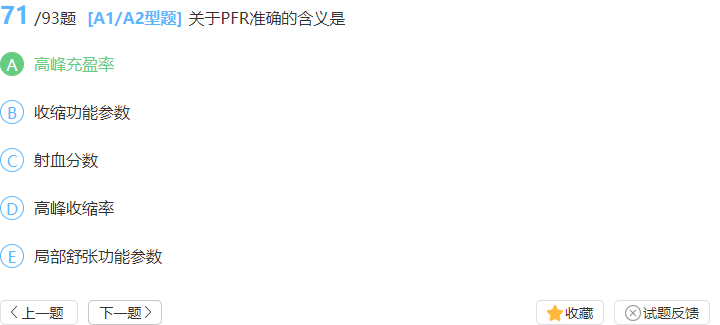 71 /93题 [A1/A2型题] 关于PFR准确的含义是
A 高峰充盈率
B 收缩功能参数
C 射血分数
D 高峰收缩率
E 局部舒张功能参数
上一题 下一题 收藏 试题反馈